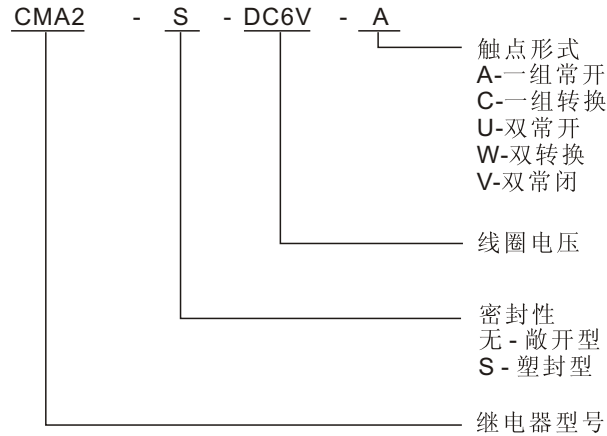 CMA2 - S - DC6V - A
触点形式
A-一组常开
C-一组转换
U-双常开
W-双转换
V-双常闭
线圈电压
密封性
无 - 敞开型
S - 塑封型
继电器型号